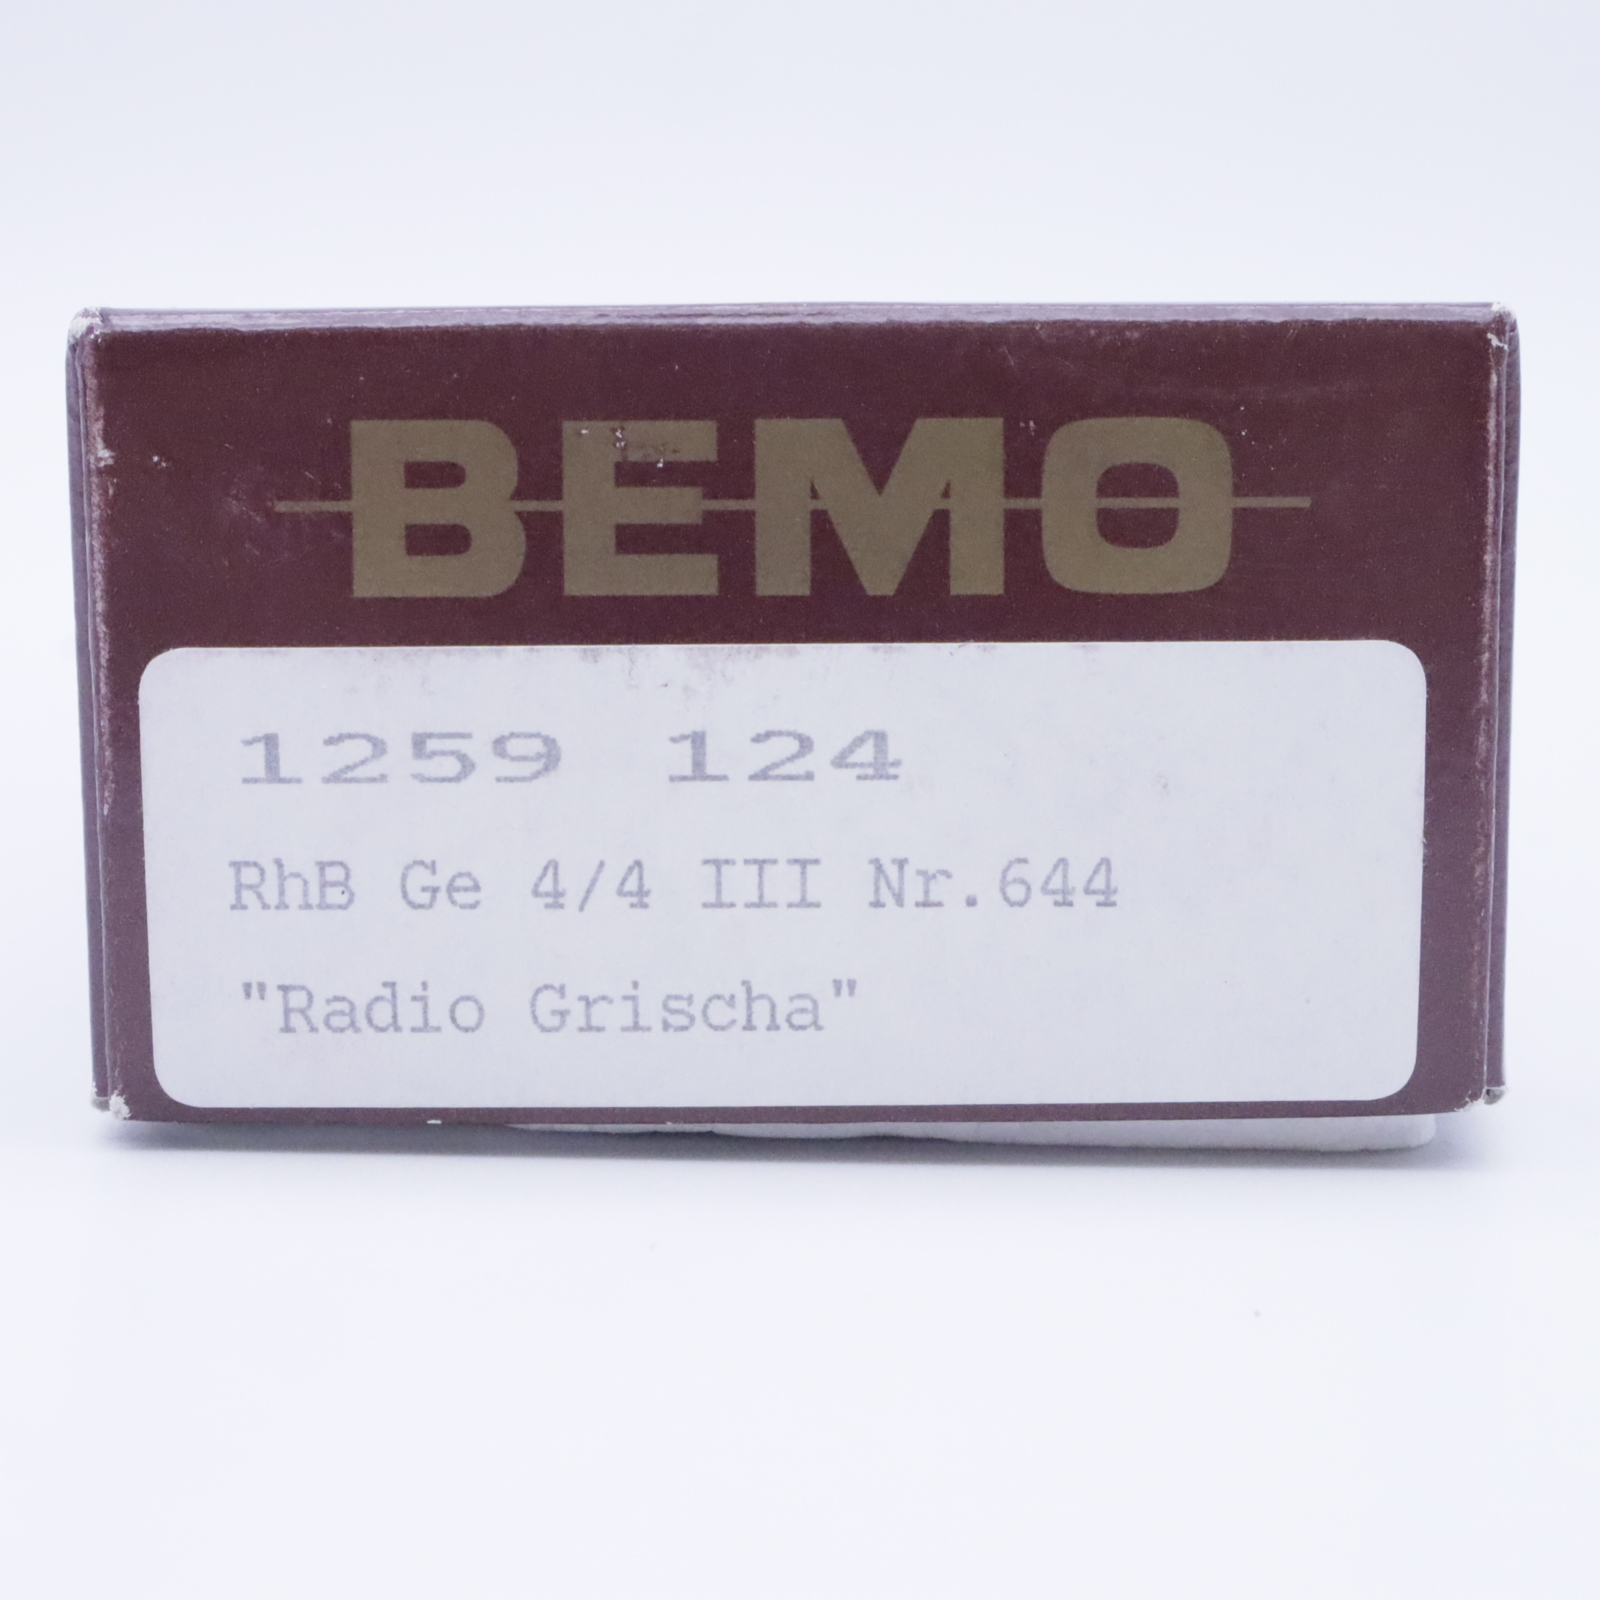 BEMO
1259 124
RhB Ge 4/4 III Nr.644
"Radio Grischa"